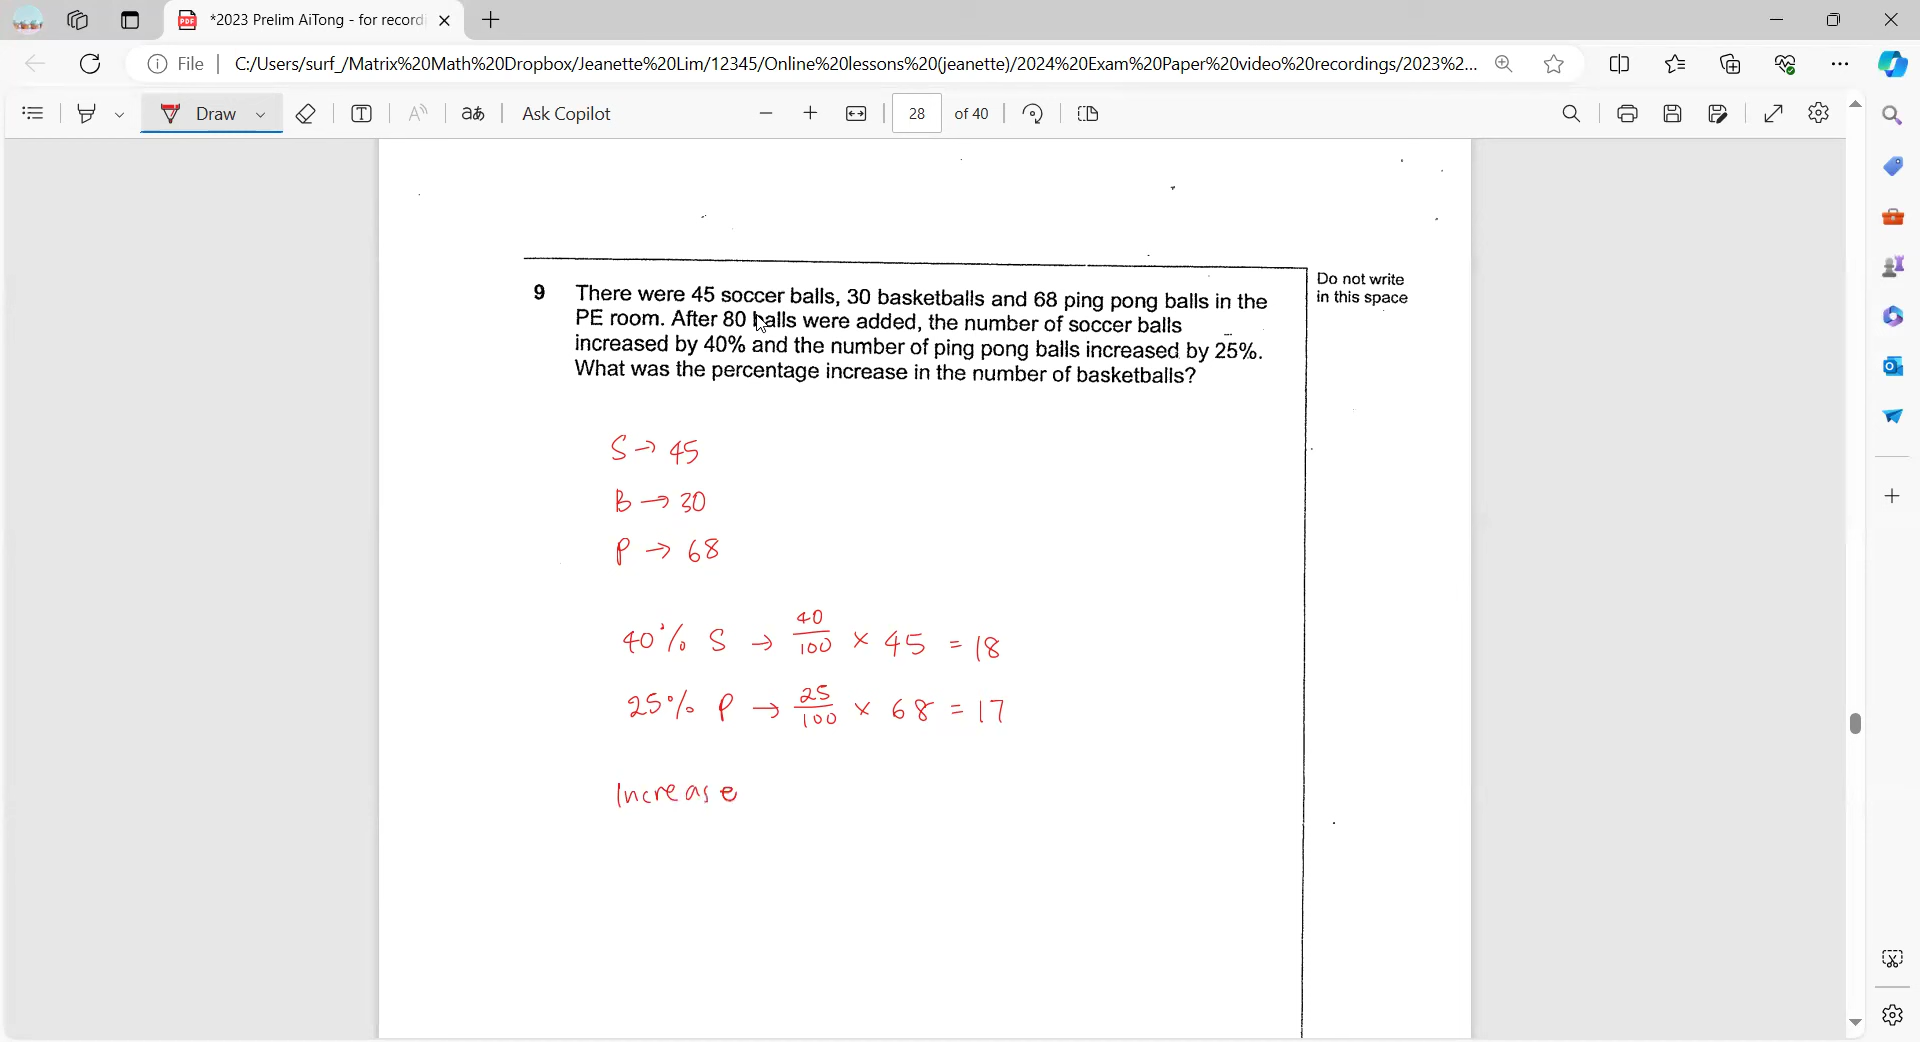 *2023 Prelim AiTong - for record
File
C:/Users/surf_/Matrix%20Math%20Dropbox/Jeanette%20Lim/12345/Online%20lessons%20(jeanette)/2024%20Exam%20Paper%20video%20recordings/2023%2...
Draw
aあ
Ask Copilot
28
of 40
Do not write
in this space
9 There were 45 soccer balls, 30 basketballs and 68 ping pong balls in the
PE room. After 80 balls were added, the number of soccer balls
increased by 40% and the number of ping pong balls increased by 25%.
What was the percentage increase in the number of basketballs?
S → 45
B → 30
P → 68
40% S → 40/100 × 45 = 18
25% P → 25/100 × 68 = 17
Increase